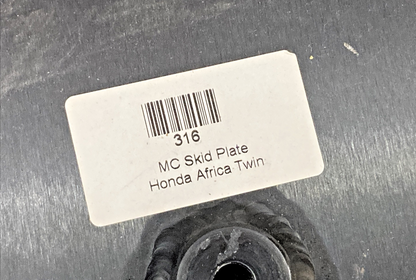 316
MC Skid Plate
Honda Africa Twin